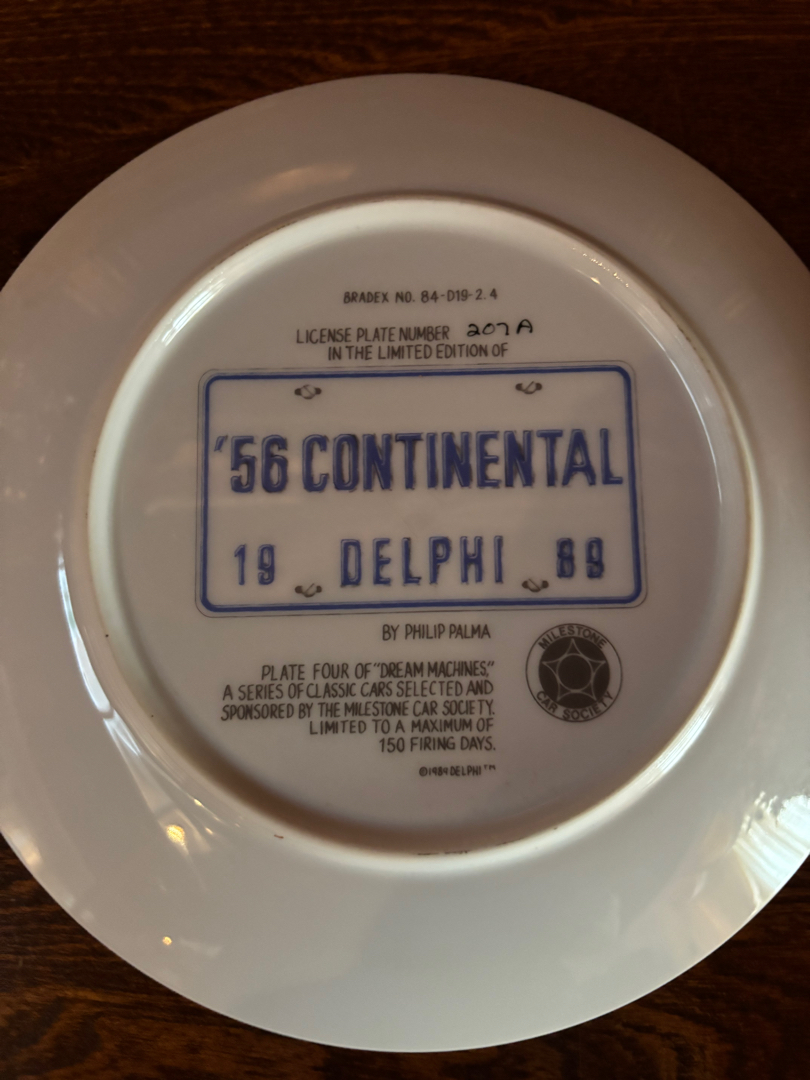 BRADEX NO. 84-D19-2.4
LICENSE PLATE NUMBER 207A
IN THE LIMITED EDITION OF
'56 CONTINENTAL
19 DELPHI 89
BY PHILIP PALMA
MILESTONE
CAR SOCIETY
PLATE FOUR OF "DREAM MACHINES,"
A SERIES OF CLASSIC CARS SELECTED AND
SPONSORED BY THE MILESTONE CAR SOCIETY.
LIMITED TO A MAXIMUM OF
150 FIRING DAYS.
©1989 DELPHI™